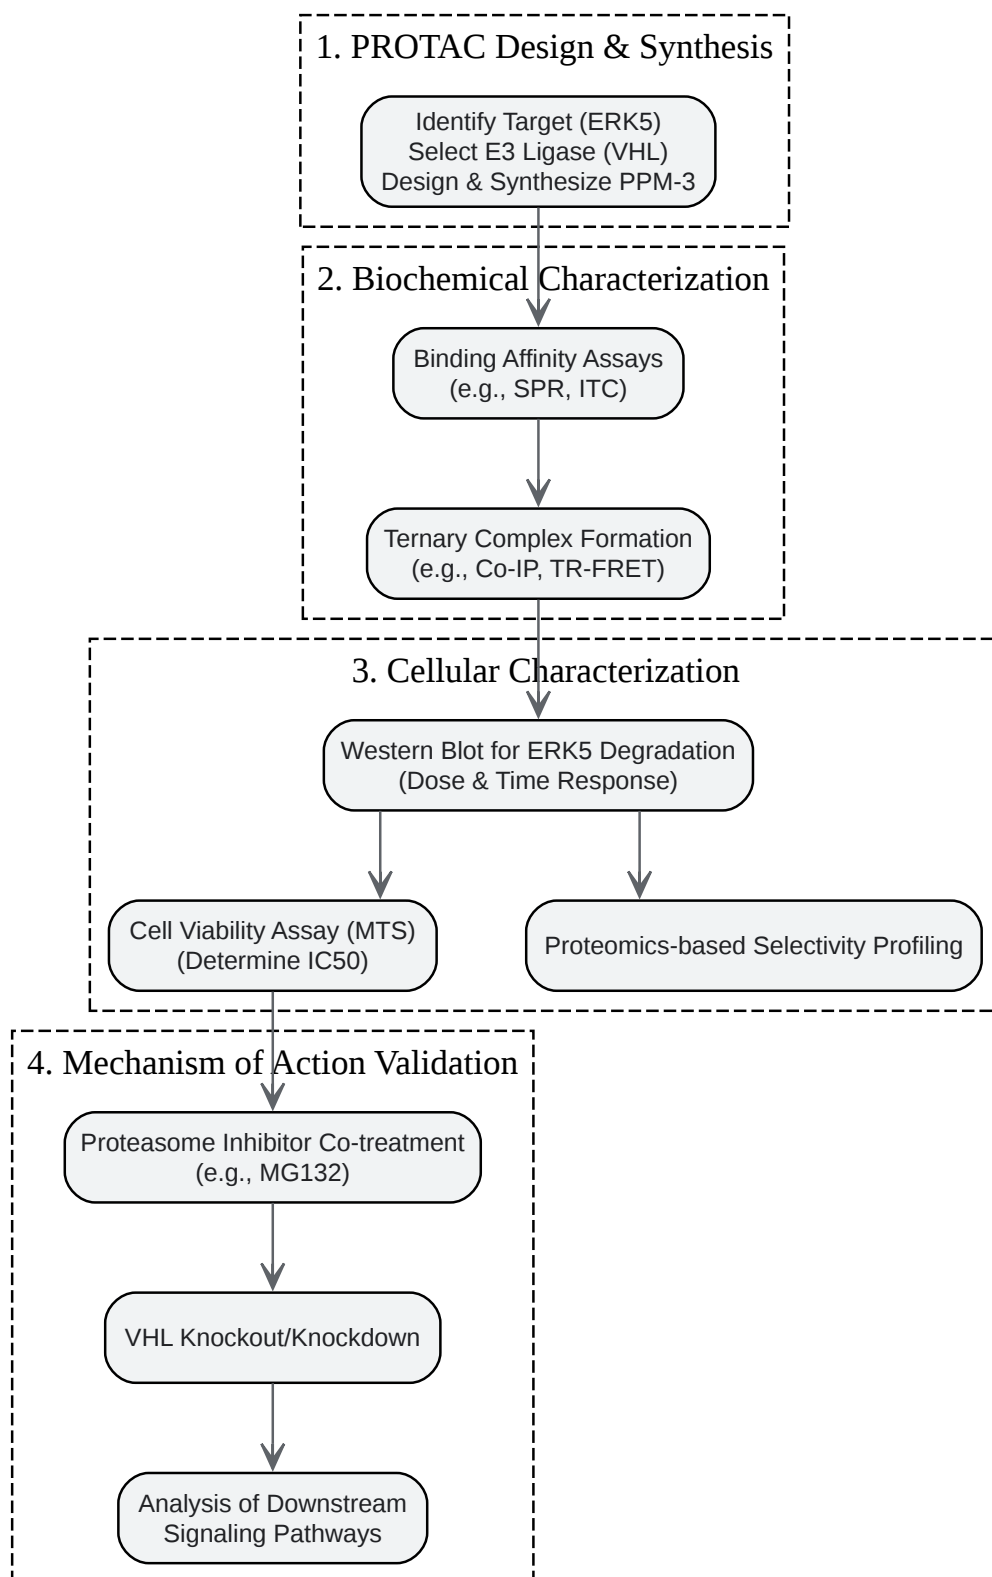 1. PROTAC Design & Synthesis
Identify Target (ERK5)
Select E3 Ligase (VHL)
Design & Synthesize PPM-3
2. Biochemical Characterization
Binding Affinity Assays
(e.g., SPR, ITC)
Ternary Complex Formation
(e.g., Co-IP, TR-FRET)
3. Cellular Characterization
Western Blot for ERK5 Degradation
(Dose & Time Response)
Cell Viability Assay (MTS)
(Determine IC50)
Proteomics-based Selectivity Profiling
4. Mechanism of Action Validation
Proteasome Inhibitor Co-treatment
(e.g., MG132)
VHL Knockout/Knockdown
Analysis of Downstream
Signaling Pathways